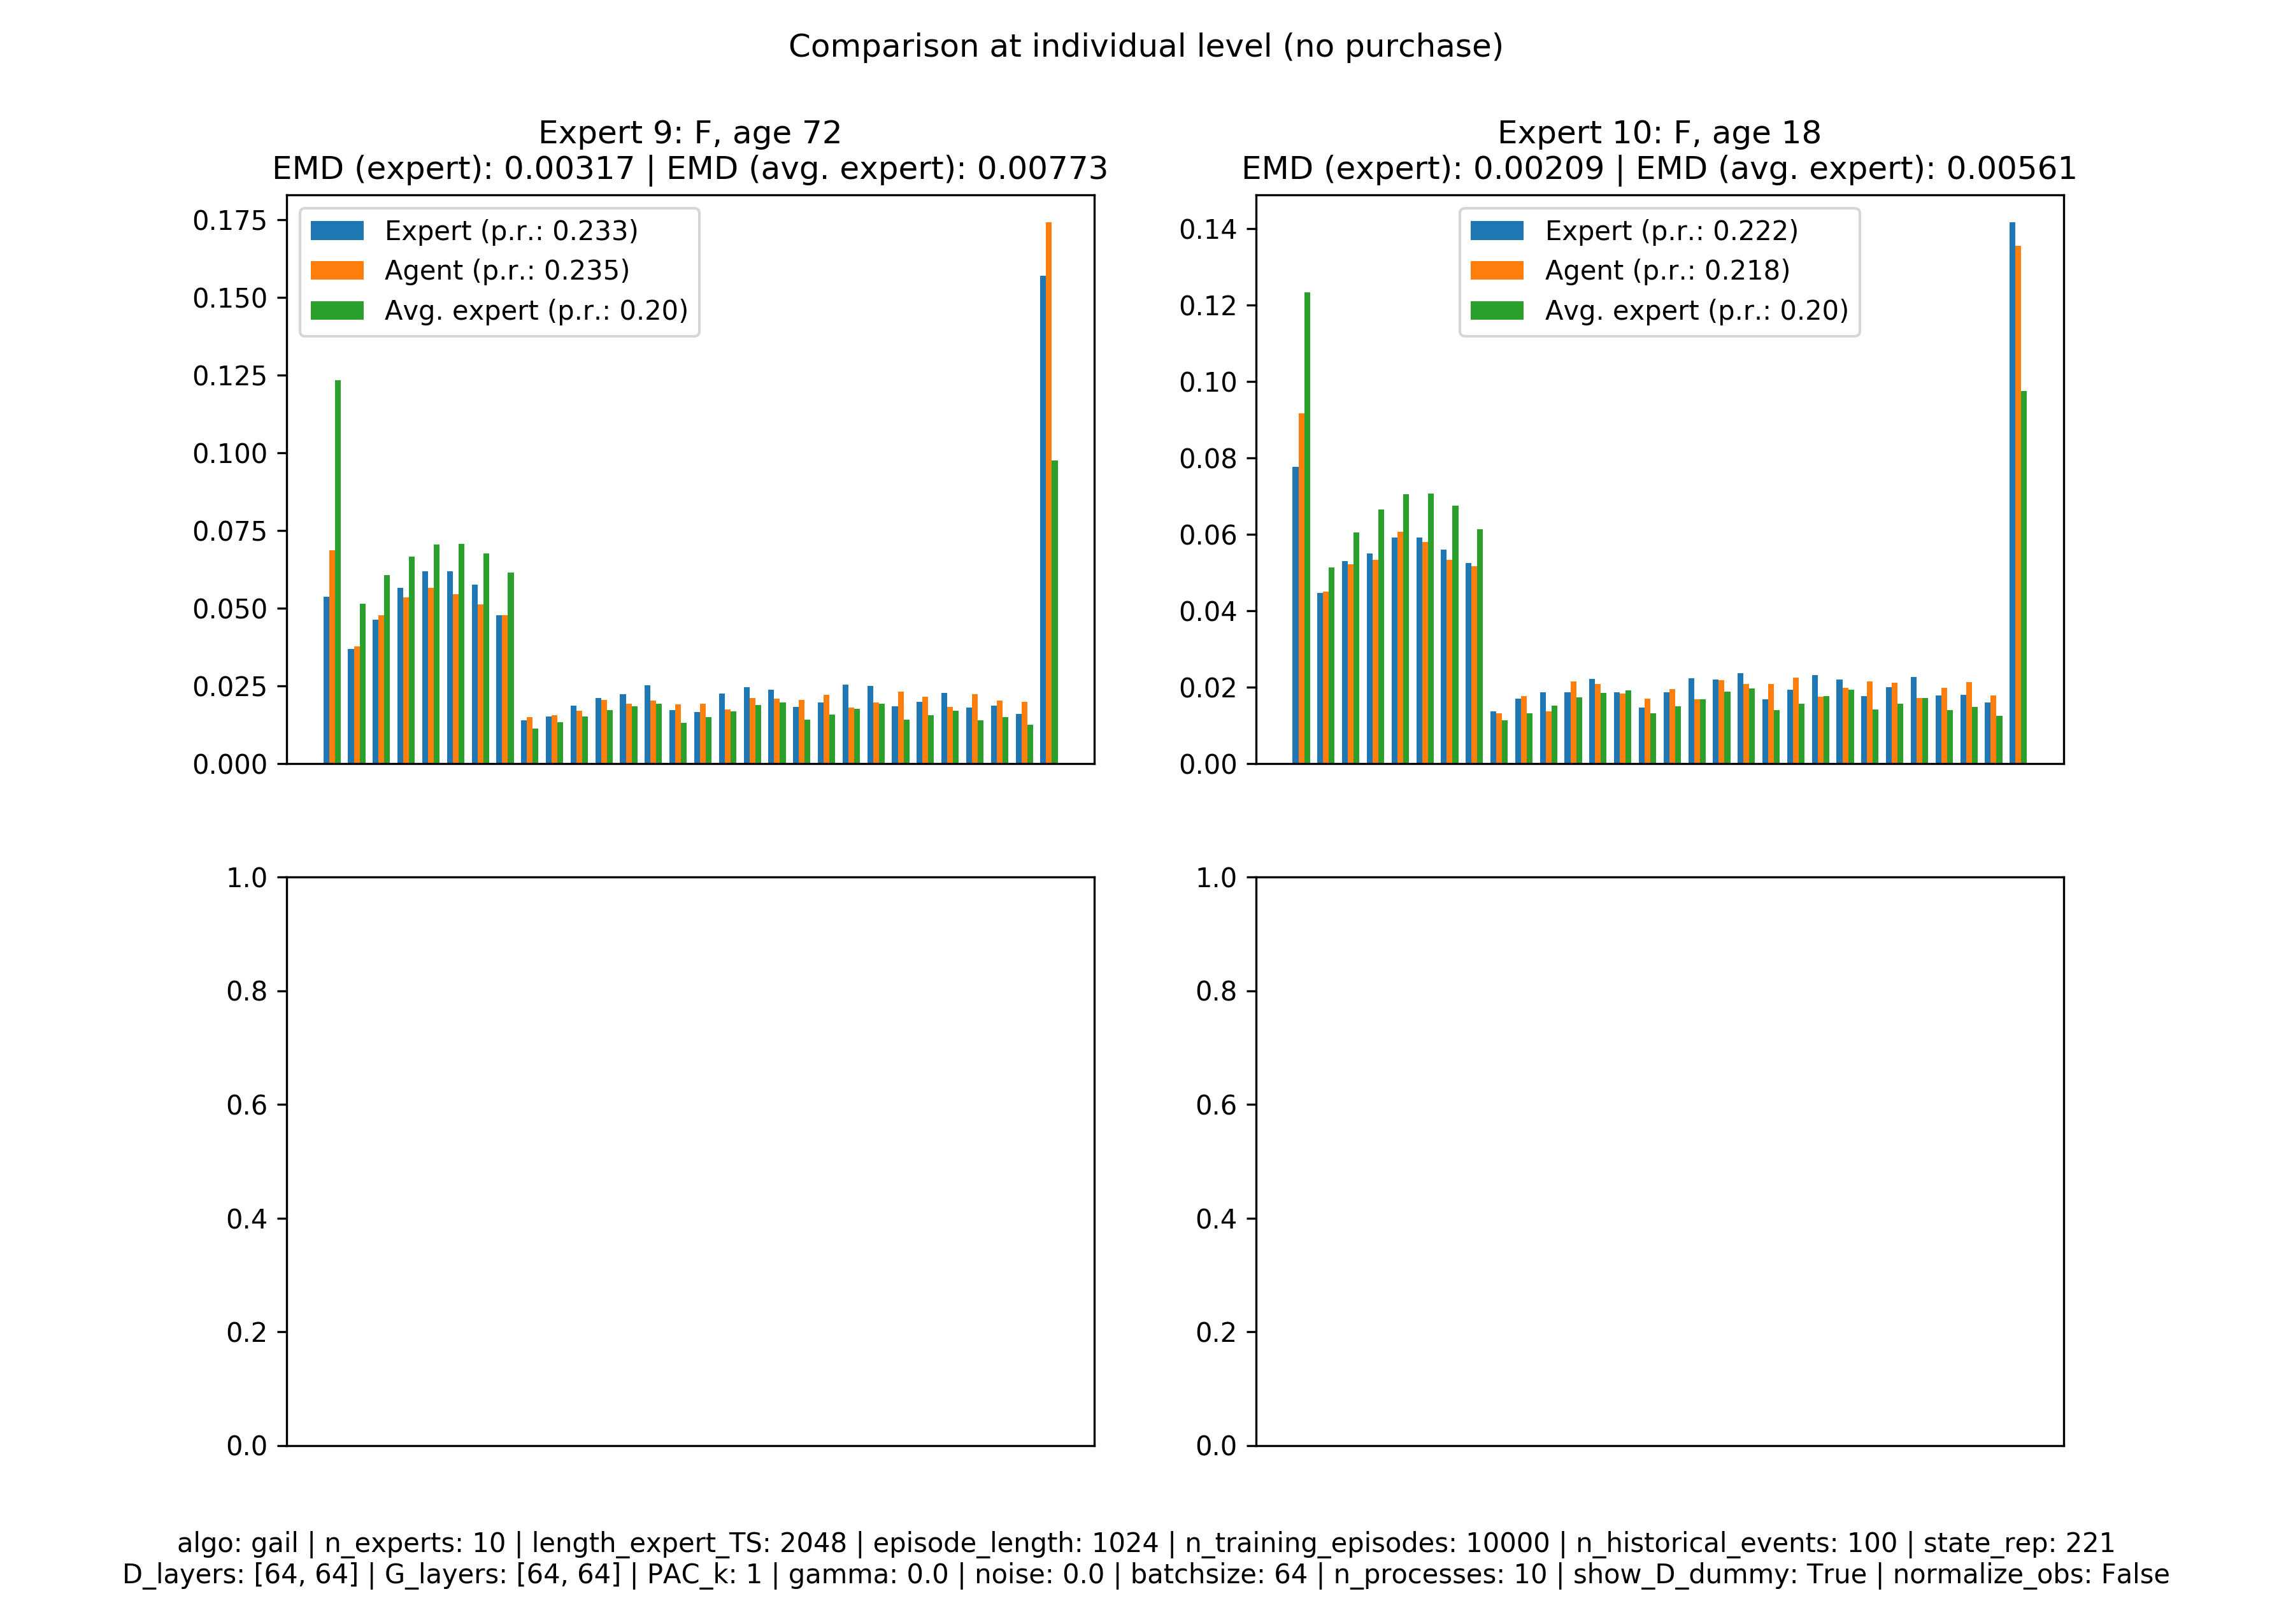 Comparison at individual level (no purchase)
Expert 9: F, age 72
EMD (expert): 0.00317 | EMD (avg. expert): 0.00773
Expert (p.r.: 0.233)
Agent (p.r.: 0.235)
Avg. expert (p.r.: 0.20)
0.175
0.150
0.125
0.100
0.075
0.050
0.025
0.000
Expert 10: F, age 18
EMD (expert): 0.00209 | EMD (avg. expert): 0.00561
Expert (p.r.: 0.222)
Agent (p.r.: 0.218)
Avg. expert (p.r.: 0.20)
0.14
0.12
0.10
0.08
0.06
0.04
0.02
0.00
1.0
0.8
0.6
0.4
0.2
0.0
1.0
0.8
0.6
0.4
0.2
0.0
algo: gail | n_experts: 10 | length_expert_TS: 2048 | episode_length: 1024 | n_training_episodes: 10000 | n_historical_events: 100 | state_rep: 221
D_layers: [64, 64] | G_layers: [64, 64] | PAC_k: 1 | gamma: 0.0 | noise: 0.0 | batchsize: 64 | n_processes: 10 | show_D_dummy: True | normalize_obs: False